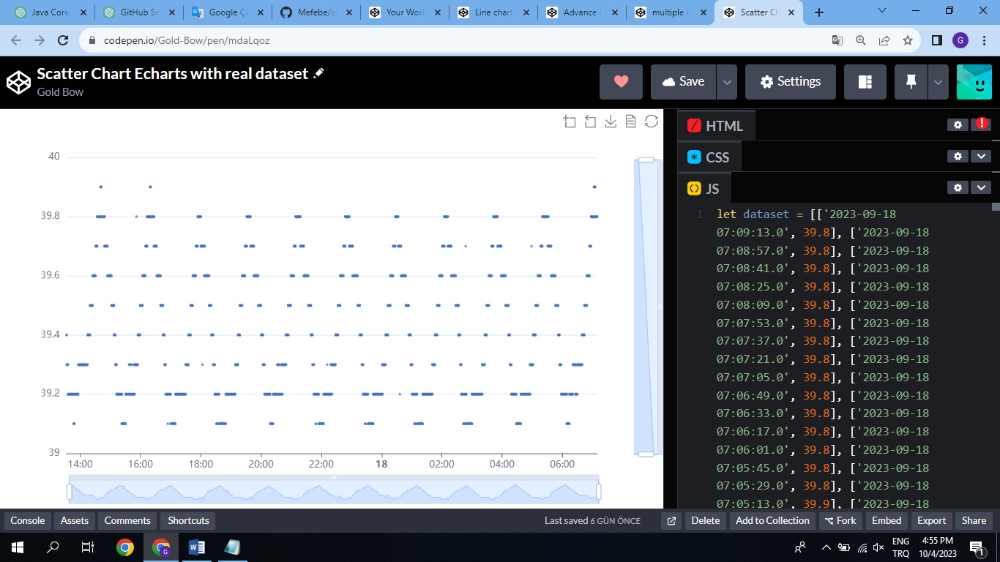 Java Core
GitHub Se
Google Çe
Mefebe/c
Your Work
Line chart
Advance L
multiple li
Scatter Ch
codepen.io/Gold-Bow/pen/mdaLqoz
G
Scatter Chart Echarts with real dataset
Gold Bow
Save
Settings
40
39.8
39.6
39.4
39.2
39
14:00 16:00 18:00 20:00 22:00 18 02:00 04:00 06:00
HTML
CSS
JS
1 let dataset = [['2023-09-18
07:09:13.0', 39.8], ['2023-09-18
07:08:57.0', 39.8], ['2023-09-18
07:08:41.0', 39.8], ['2023-09-18
07:08:25.0', 39.8], ['2023-09-18
07:08:09.0', 39.8], ['2023-09-18
07:07:53.0', 39.8], ['2023-09-18
07:07:37.0', 39.8], ['2023-09-18
07:07:21.0', 39.8], ['2023-09-18
07:07:05.0', 39.8], ['2023-09-18
07:06:49.0', 39.8], ['2023-09-18
07:06:33.0', 39.8], ['2023-09-18
07:06:17.0', 39.8], ['2023-09-18
07:06:01.0', 39.8], ['2023-09-18
07:05:45.0', 39.8], ['2023-09-18
07:05:29.0', 39.8], ['2023-09-18
07:05:13.0', 39.9], ['2023-09-18
Console Assets Comments Shortcuts
Last saved 6 GÜN ÖNCE
Delete Add to Collection Fork Embed Export Share
G
ENG
TRQ
4:55 PM
10/4/2023
1